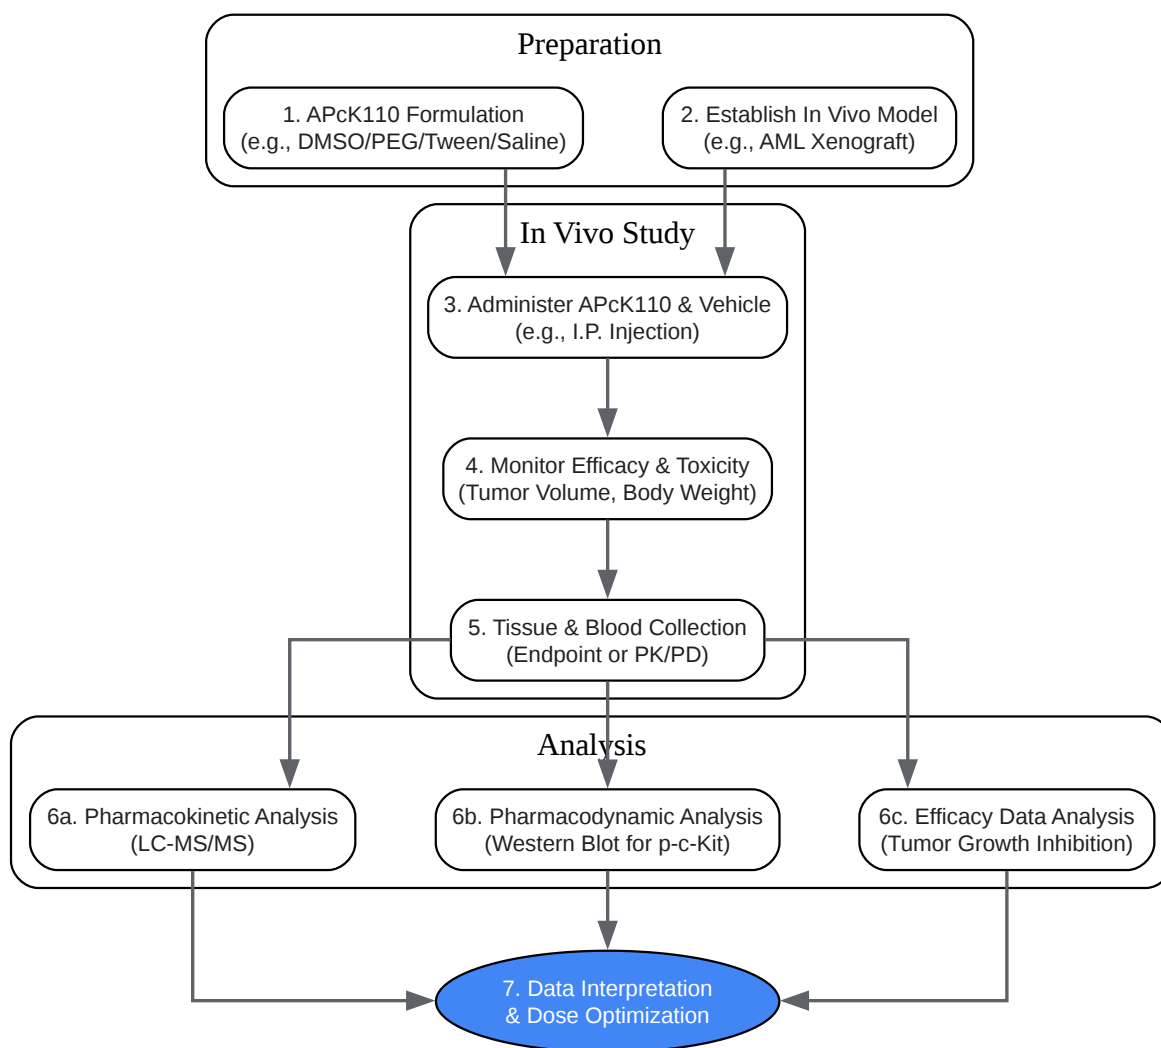 Preparation
1. APcK110 Formulation
(e.g., DMSO/PEG/Tween/Saline)
2. Establish In Vivo Model
(e.g., AML Xenograft)
In Vivo Study
3. Administer APcK110 & Vehicle
(e.g., I.P. Injection)
4. Monitor Efficacy & Toxicity
(Tumor Volume, Body Weight)
5. Tissue & Blood Collection
(Endpoint or PK/PD)
Analysis
6a. Pharmacokinetic Analysis
(LC-MS/MS)
6b. Pharmacodynamic Analysis
(Western Blot for p-c-Kit)
6c. Efficacy Data Analysis
(Tumor Growth Inhibition)
7. Data Interpretation
& Dose Optimization